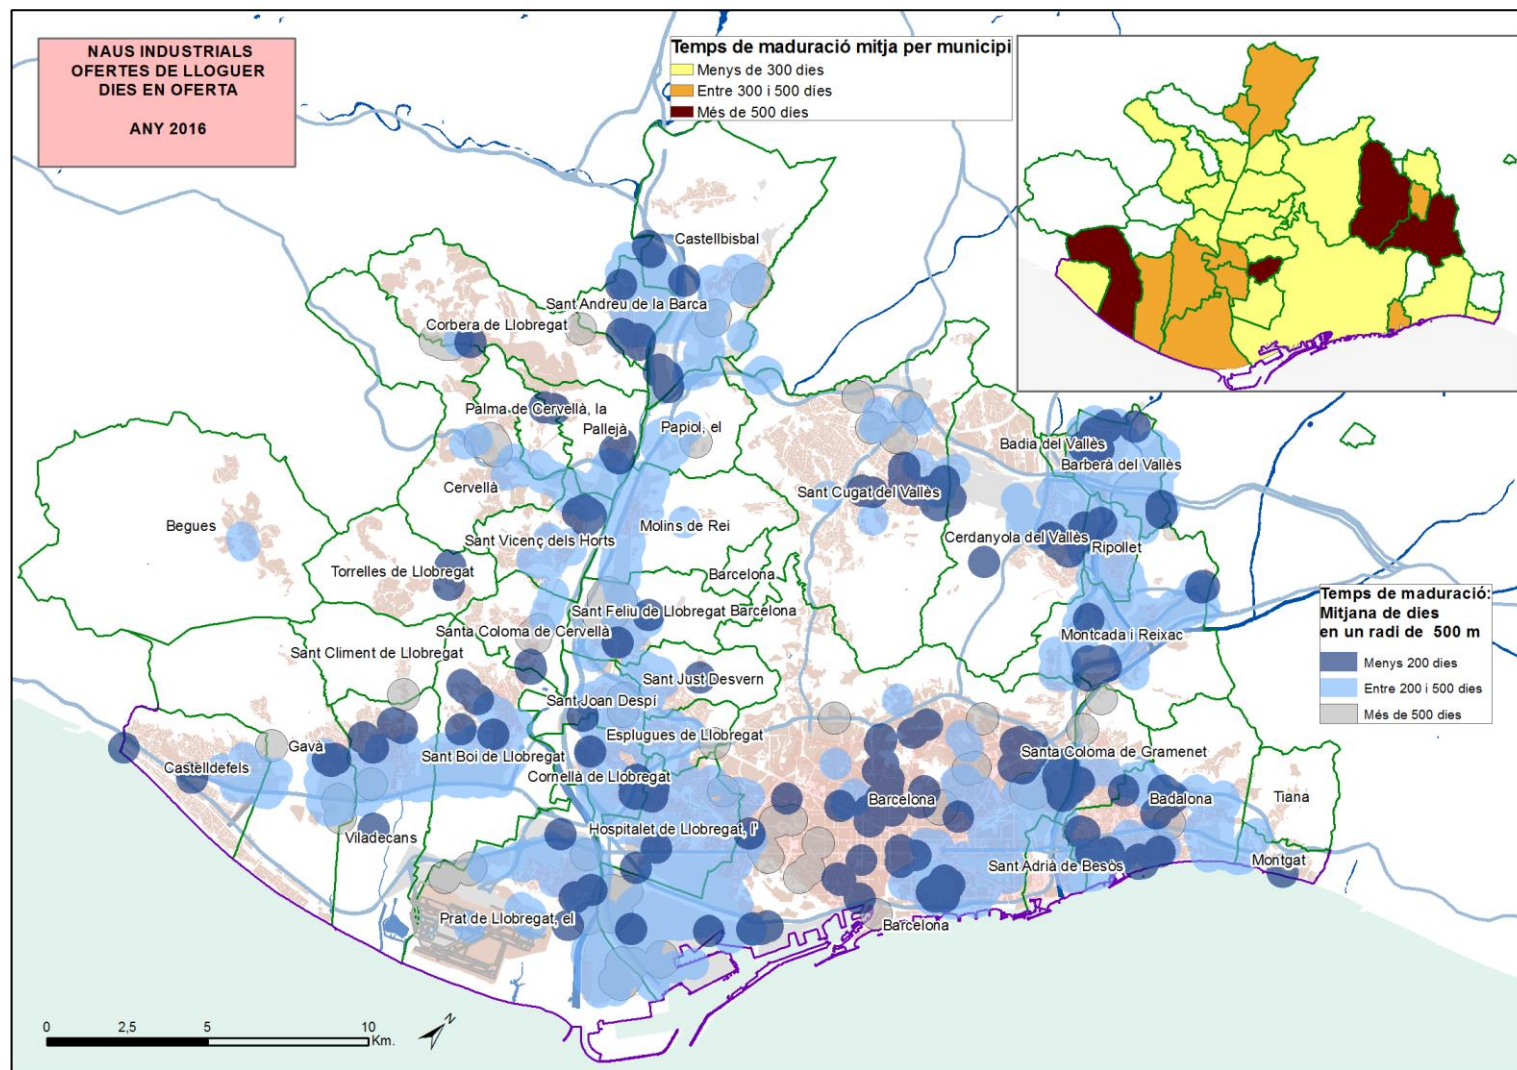 NAUS INDUSTRIALS
OFERTES DE LLOGUER
DIES EN OFERTA
ANY 2016
Temps de maduració mitja per municipi
Menys de 300 dies
Entre 300 i 500 dies
Més de 500 dies
Castellbisbal
Sant Andreu de la Barca
Corbera de Llobregat
Palma de Cervellà, la
Pallejà
Papiol, el
Badia del Vallès
Barberà del Vallès
Cervellà
Sant Cugat del Vallès
Begues
Molins de Rei
Sant Vicenç dels Horts
Cerdanyola del Vallès
Ripollet
Torrelles de Llobregat
Barcelona
Sant Feliu de Llobregat
Barcelona
Santa Coloma de Cervellà
Montcada i Reixac
Sant Climent de Llobregat
Sant Just Desvern
Sant Joan Despí
Esplugues de Llobregat
Gavà
Sant Boi de Llobregat
Santa Coloma de Gramenet
Castelldefels
Cornellà de Llobregat
Barcelona
Badalona
Tiana
Viladecans
Hospitalet de Llobregat, l'
Sant Adrià de Besòs
Montgat
Prat de Llobregat, el
Barcelona
Temps de maduració:
Mitjana de dies
en un radi de 500 m
Menys 200 dies
Entre 200 i 500 dies
Més de 500 dies
0 2,5 5 10
Km.
N